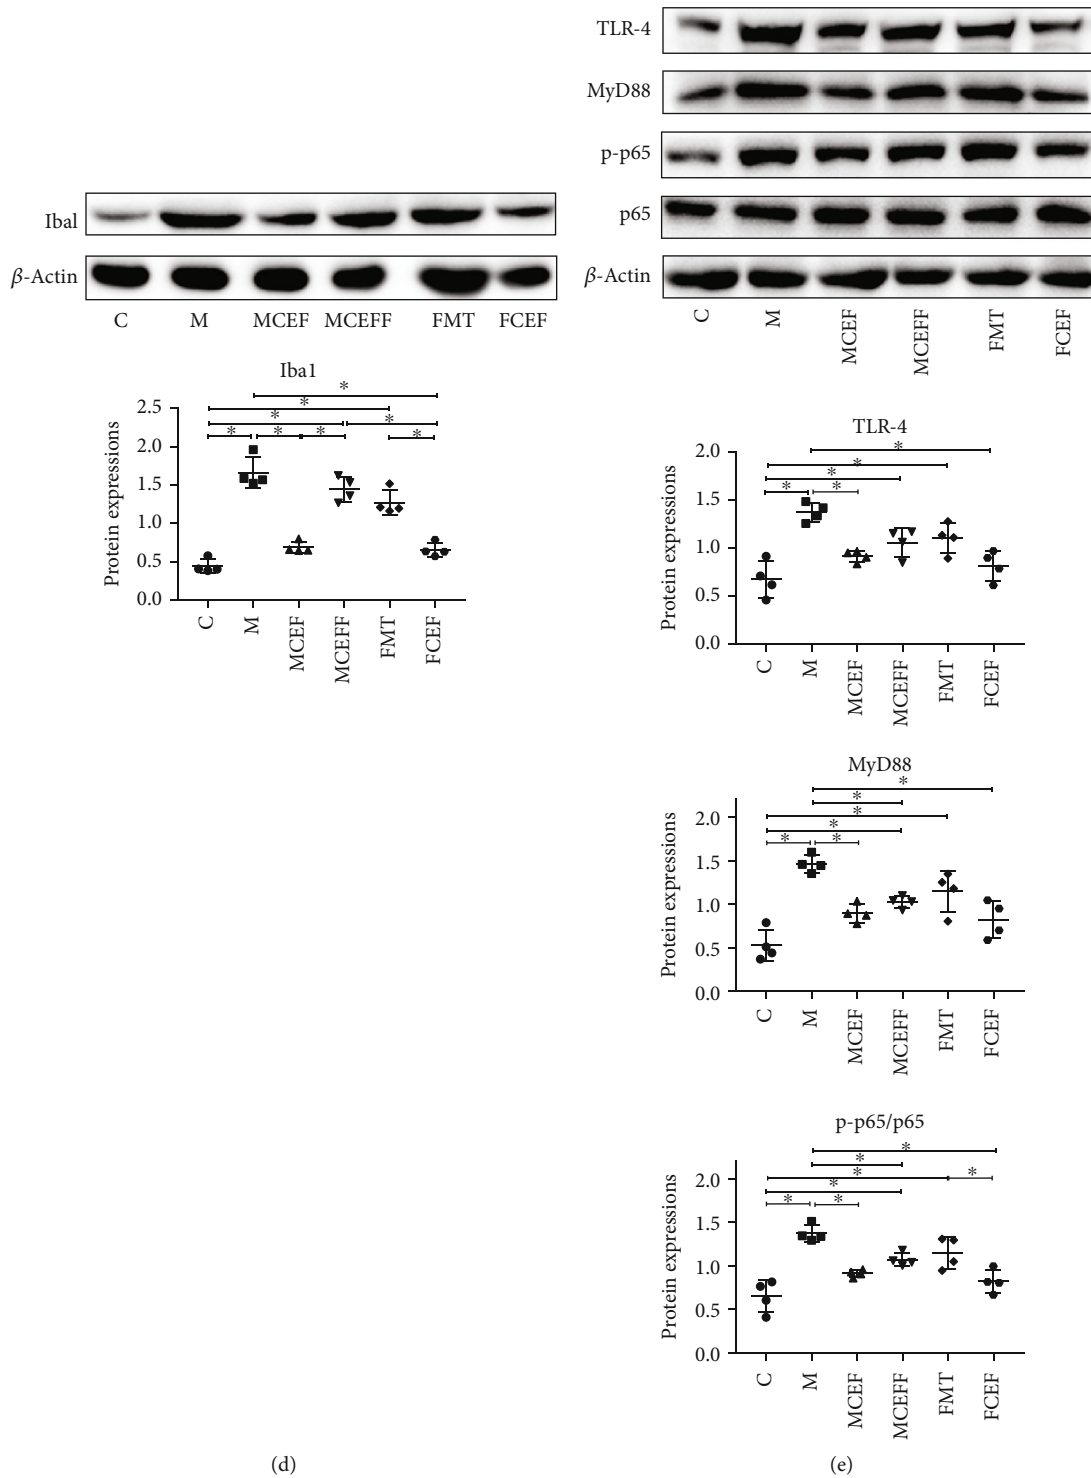 Ibal
β-Actin
C M MCEF MCEFF FMT FCEF
Iba1
Protein expressions
2.5
2.0
1.5
1.0
0.5
0.0
* * * * * * * * *
C M MCEF MCEFF FMT FCEF
(d)
TLR-4
MyD88
p-p65
p65
β-Actin
C M MCEF MCEFF FMT FCEF
TLR-4
Protein expressions
2.0
1.5
1.0
0.5
0.0
* * * * *
C M MCEF MCEFF FMT FCEF
MyD88
Protein expressions
2.0
1.5
1.0
0.5
0.0
* * * * * *
C M MCEF MCEFF FMT FCEF
p-p65/p65
Protein expressions
2.0
1.5
1.0
0.5
0.0
* * * * * * *
C M MCEF MCEFF FMT FCEF
(e)